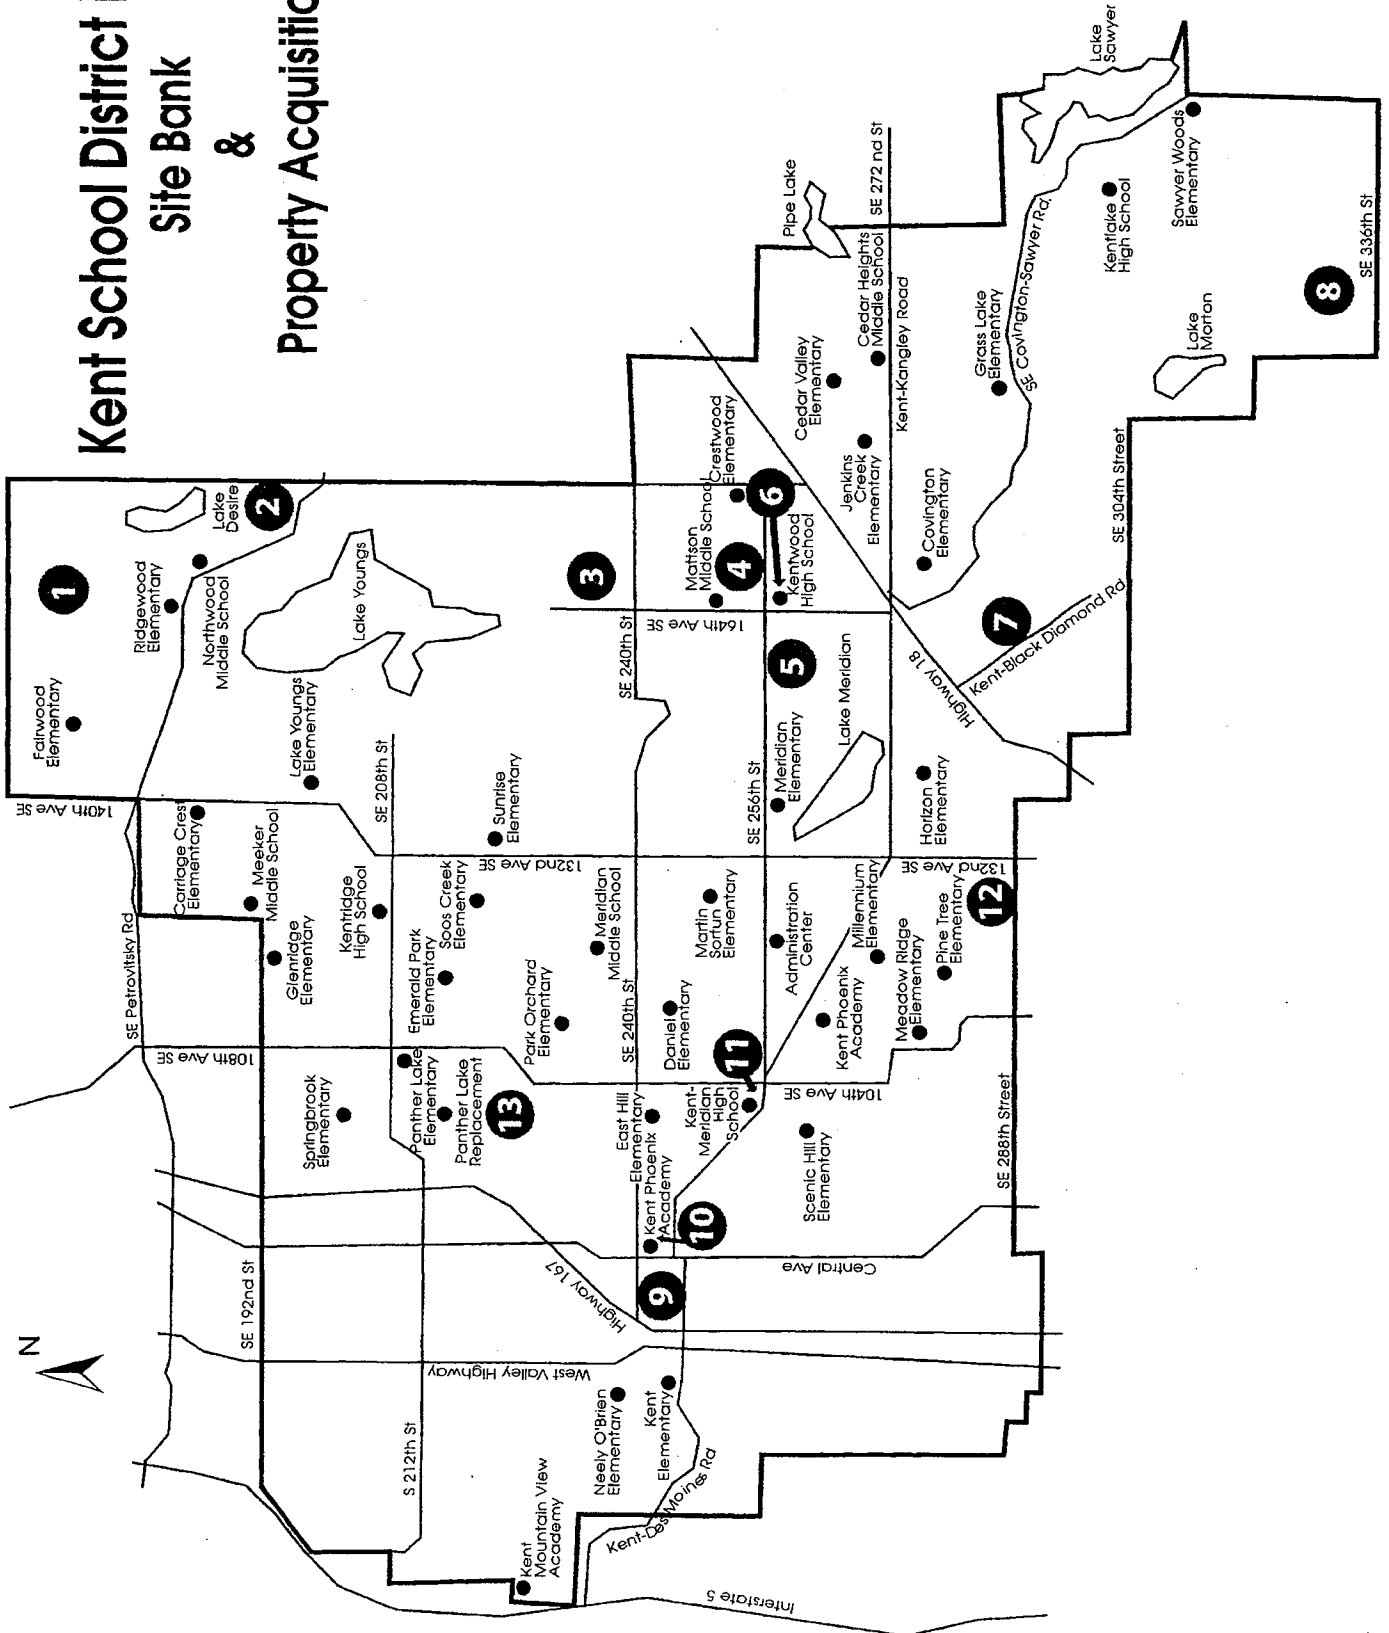 Kent School District
Site Bank
&
Property Acquisitio
N
1
2
3
4
5
6
7
8
9
10
11
12
13
Fairwood
Elementary
Ridgewood
Elementary
Northwood
Middle School
Lake
Desire
Lake Youngs
Lake Youngs
Elementary
140th Ave SE
SE Petrovitsky Rd
Carriage Crest
Elementary
Meeker
Middle School
Glenridge
Elementary
Kentridge
High School
SE 208th St
Sunrise
Elementary
132nd Ave SE
Soos Creek
Elementary
Emerald Park
Elementary
Park Orchard
Elementary
Meridian
Middle School
108th Ave SE
Springbrook
Elementary
Panther Lake
Elementary
Panther Lake
Replacement
SE 192nd St
S 212th St
Highway 167
West Valley Highway
Kent
Mountain View
Academy
Neely O'Brien
Elementary
Kent
Elementary
Kent-Des Moines Rd
Interstate 5
Central Ave
Kent Phoenix
Academy
East Hill
Elementary
Kent-
Meridian
High
School
Scenic Hill
Elementary
104th Ave SE
SE 240th St
Daniel
Elementary
Martin
Sortun
Elementary
Administration
Center
Kent Phoenix
Academy
Millennium
Elementary
Meadow Ridge
Elementary
Pine Tree
Elementary
132nd Ave SE
SE 288th Street
SE 240th St
164th Ave SE
SE 256th St
Meridian
Elementary
Lake Meridian
Horizon
Elementary
Mattson
Middle School
Crestwood
Elementary
Kentwood
High School
Highway 18
Kent-Black Diamond Rd
Covington
Elementary
Jenkins
Creek
Elementary
Cedar Valley
Elementary
Cedar Heights
Middle School
Kent-Kangley Road
SE 272 nd St
Pipe Lake
Grass Lake
Elementary
SE Covington-Sawyer Rd.
Lake
Sawyer
Sawyer Woods
Elementary
Kentlake
High School
Lake
Morton
SE 304th Street
SE 336th St